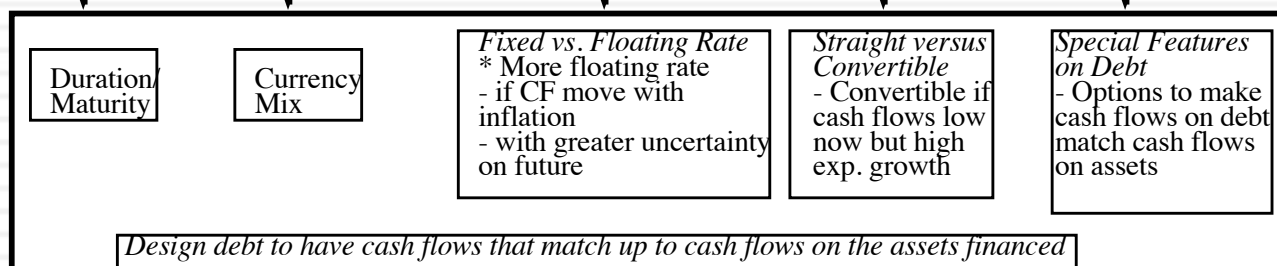 Duration/
Maturity
Currency
Mix
Fixed vs. Floating Rate
* More floating rate
- if CF move with
inflation
- with greater uncertainty
on future
Straight versus
Convertible
- Convertible if
cash flows low
now but high
exp. growth
Special Features
on Debt
- Options to make
cash flows on debt
match cash flows
on assets
Design debt to have cash flows that match up to cash flows on the assets financed